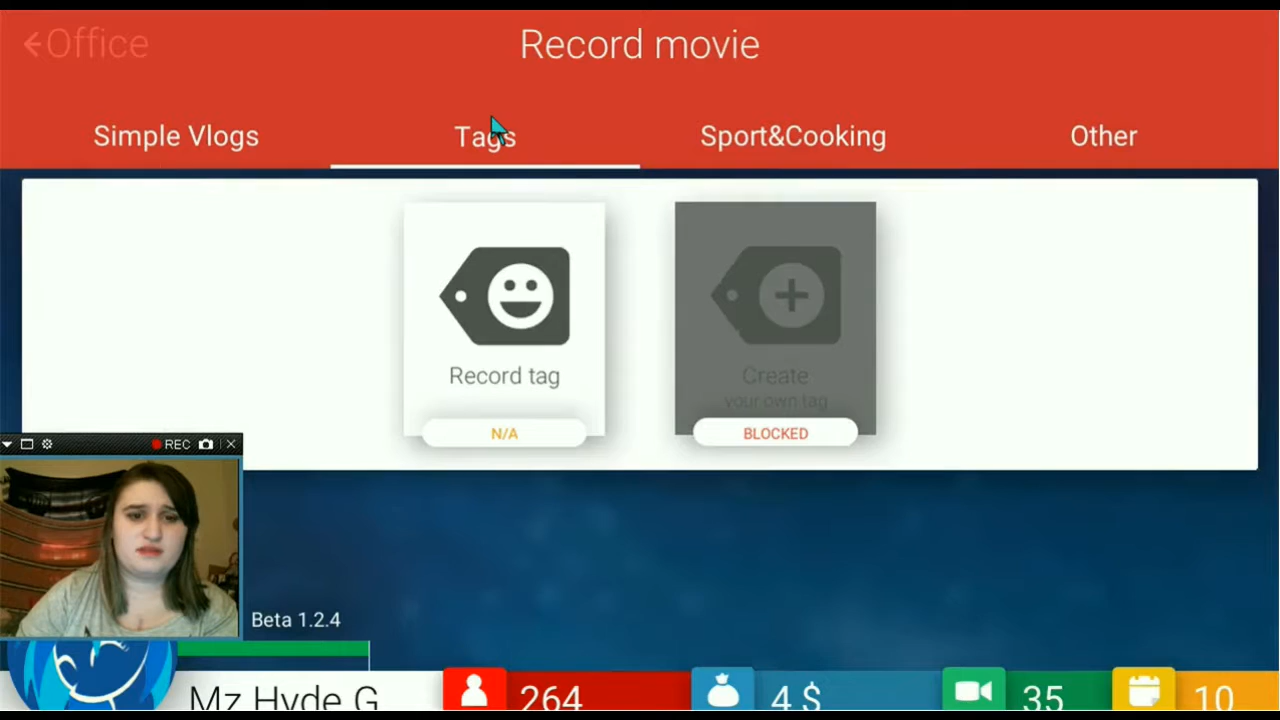 Office
Record movie
Simple Vlogs
Tags
Sport&Cooking
Other
Record tag
N/A
Create
your own tag
BLOCKED
REC
Beta 1.2.4
Mz Hyde G
264
4 $
35
10